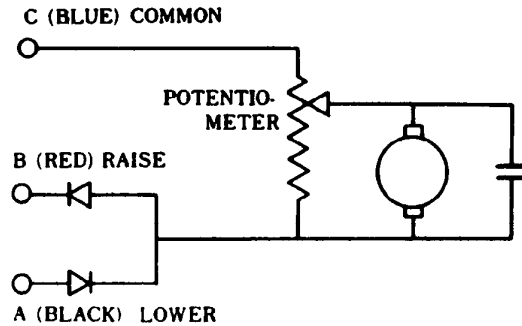 C (BLUE) COMMON
POTENTIO-
METER
B (RED) RAISE
A (BLACK) LOWER